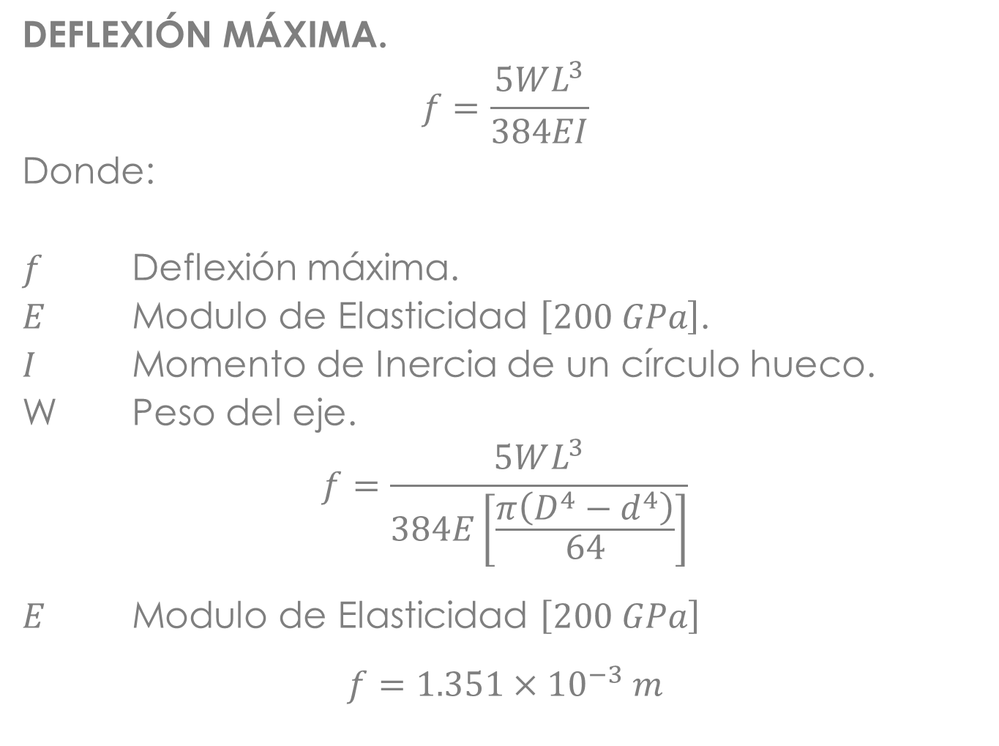 DEFLEXIÓN MÁXIMA.
f = 5WL³ / 384EI
Donde:
f Deflexión máxima.
E Modulo de Elasticidad [200 GPa].
I Momento de Inercia de un círculo hueco.
W Peso del eje.
f = 5WL³ / 384E [π(D⁴ − d⁴) / 64]
E Modulo de Elasticidad [200 GPa]
f = 1.351 × 10⁻³ m